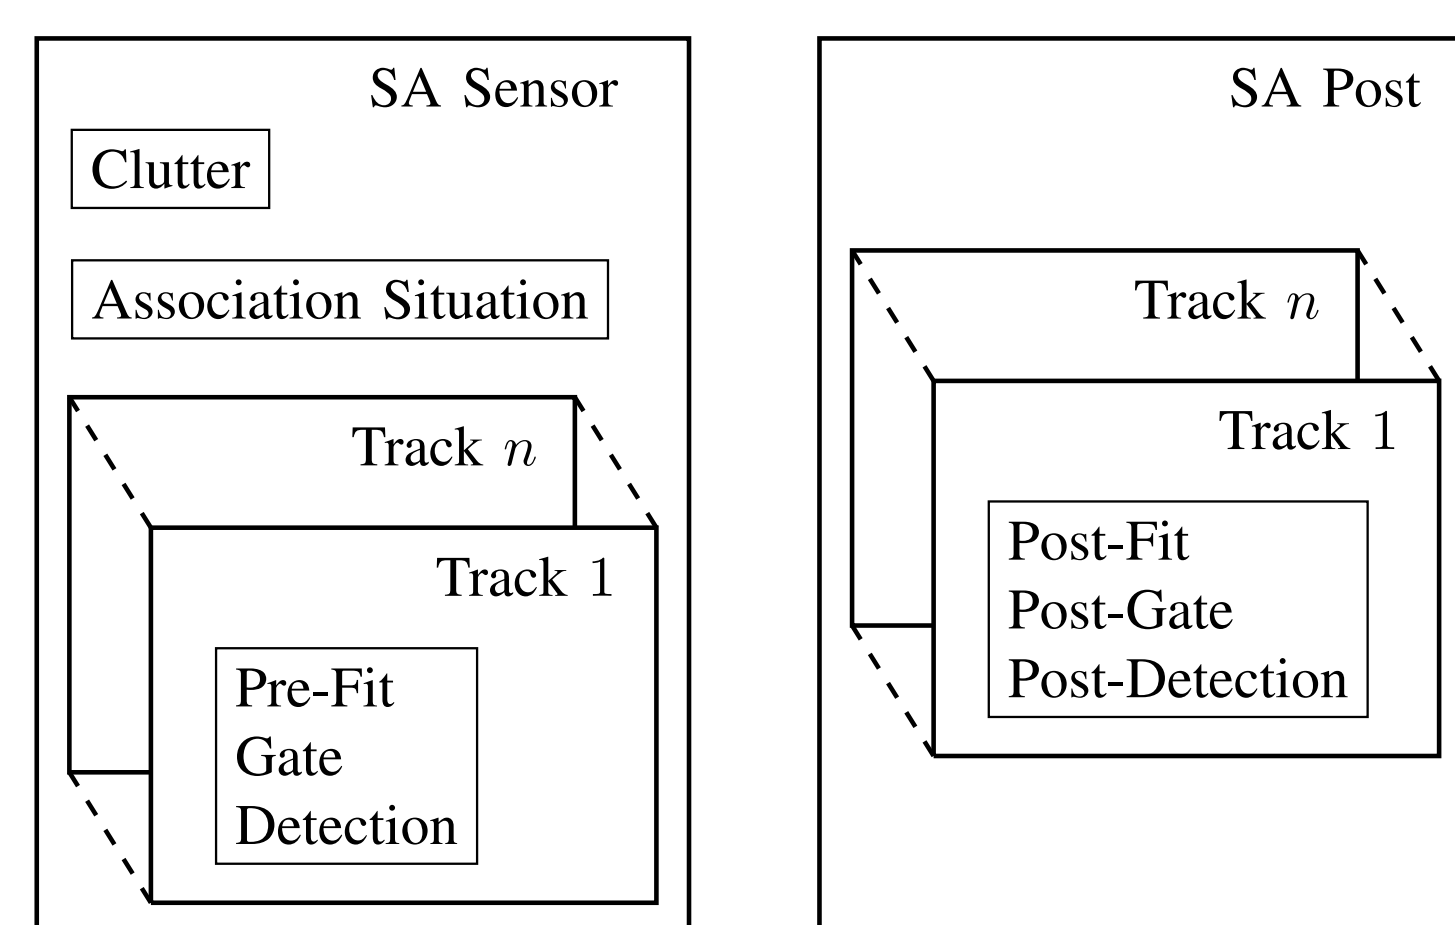 SA Sensor
Clutter
Association Situation
Track n
Track 1
Pre-Fit
Gate
Detection
SA Post
Track n
Track 1
Post-Fit
Post-Gate
Post-Detection